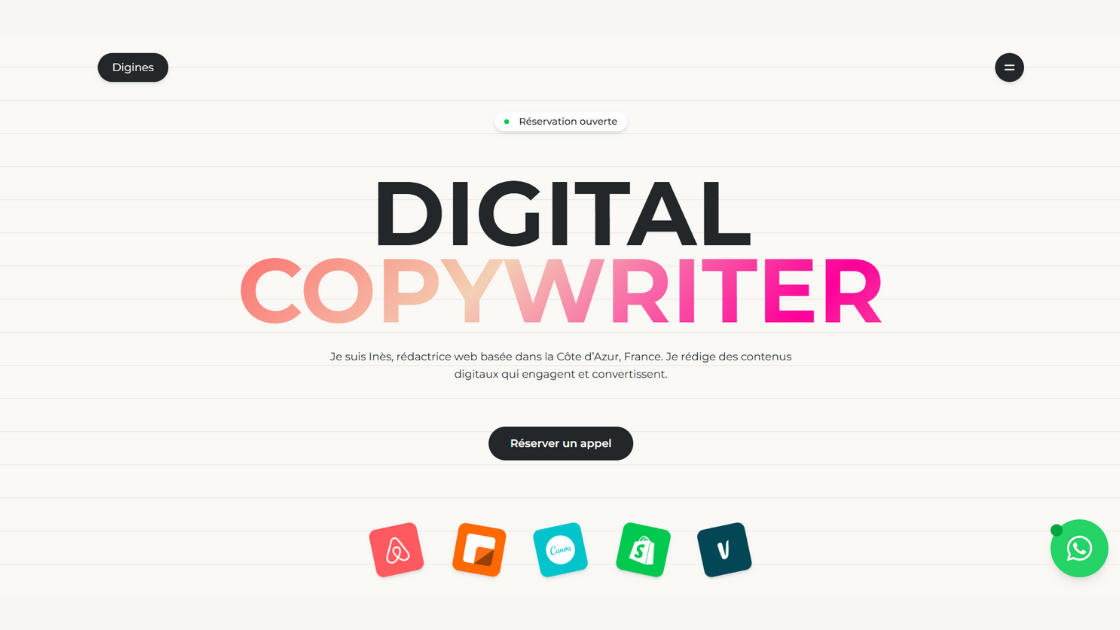 Digines
Réservation ouverte
DIGITAL
COPYWRITER
Je suis Inès, rédactrice web basée dans la Côte d’Azur, France. Je rédige des contenus
digitaux qui engagent et convertissent.
Réserver un appel
Canva
S
V